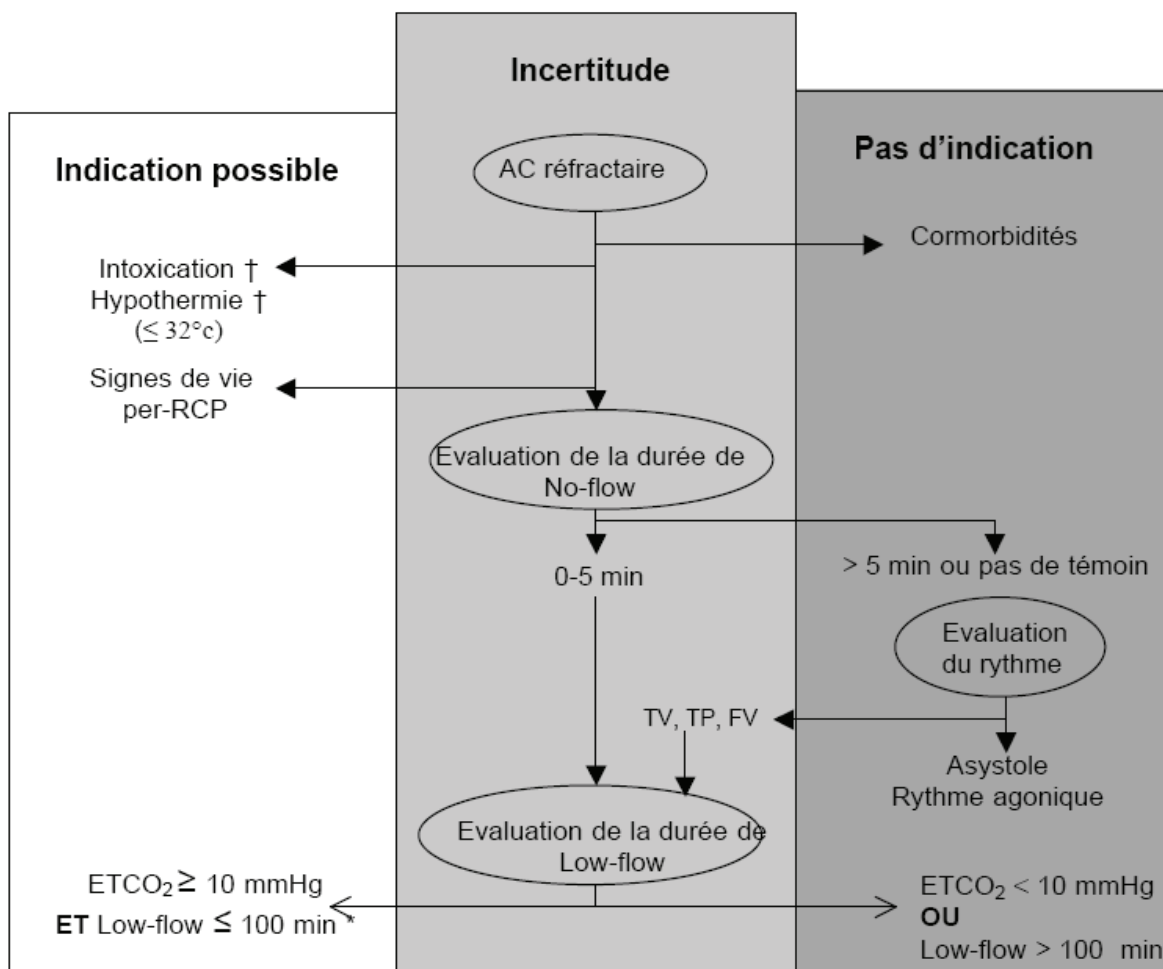 Incertitude
Indication possible
Pas d'indication
AC réfractaire
Cormorbidités
Intoxication †
Hypothermie †
(≤ 32°c)
Signes de vie
per-RCP
Evaluation de la durée de
No-flow
0-5 min
> 5 min ou pas de témoin
Evaluation
du rythme
TV, TP, FV
Asystole
Rythme agonique
Evaluation de la durée de
Low-flow
ETCO₂ ≥ 10 mmHg
ET Low-flow ≤ 100 min *
ETCO₂ < 10 mmHg
OU
Low-flow > 100 min